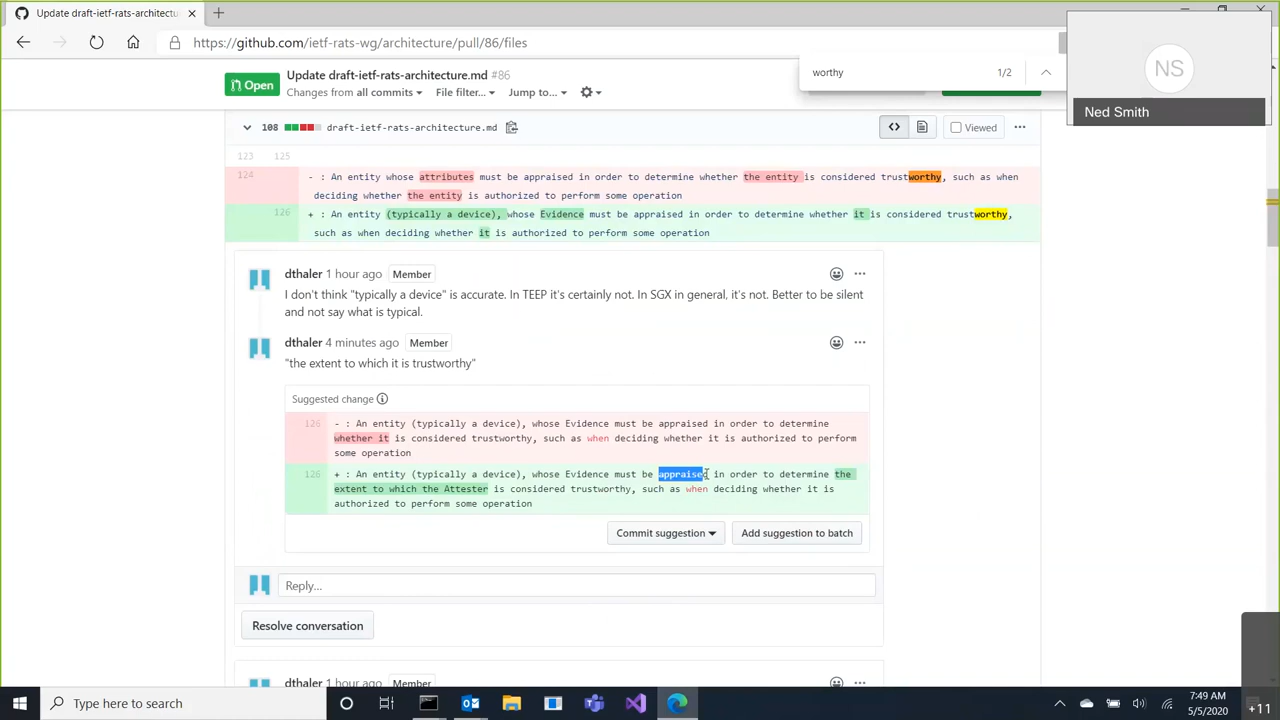 Update draft-ietf-rats-architectu
https://github.com/ietf-rats-wg/architecture/pull/86/files
worthy
1/2
NS
Ned Smith
Open
Update draft-ietf-rats-architecture.md #86
Changes from all commits
File filter...
Jump to...
108
draft-ietf-rats-architecture.md
Viewed
123 125
124 - : An entity whose attributes must be appraised in order to determine whether the entity is considered trustworthy, such as when
deciding whether the entity is authorized to perform some operation
126 + : An entity (typically a device), whose Evidence must be appraised in order to determine whether it is considered trustworthy,
such as when deciding whether it is authorized to perform some operation
dthaler 1 hour ago Member
I don't think "typically a device" is accurate. In TEEP it's certainly not. In SGX in general, it's not. Better to be silent
and not say what is typical.
dthaler 4 minutes ago Member
"the extent to which it is trustworthy"
Suggested change
126 - : An entity (typically a device), whose Evidence must be appraised in order to determine
whether it is considered trustworthy, such as when deciding whether it is authorized to perform
some operation
126 + : An entity (typically a device), whose Evidence must be appraised in order to determine the
extent to which the Attester is considered trustworthy, such as when deciding whether it is
authorized to perform some operation
Commit suggestion
Add suggestion to batch
Reply...
Resolve conversation
dthaler 1 hour ago Member
Type here to search
7:49 AM
5/5/2020
+11